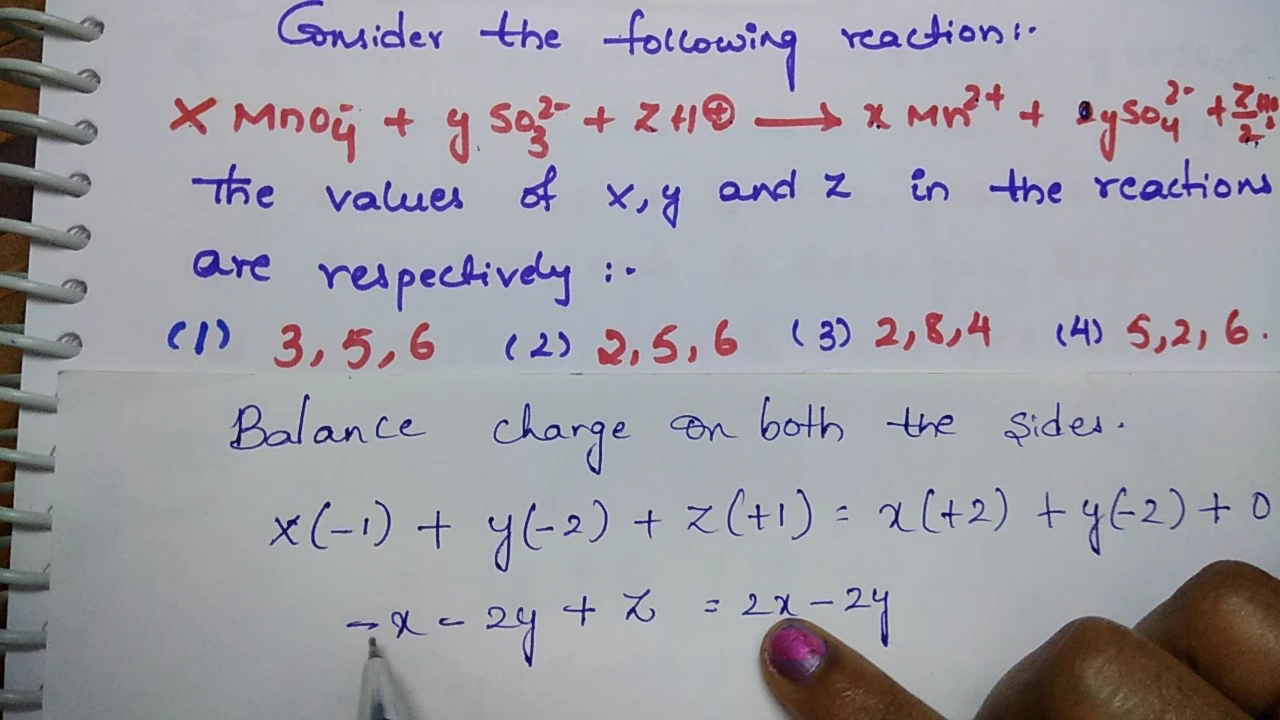 Consider the following reaction:-
x MnO₄⁻ + y SO₃²⁻ + z H⊕ ⟶ x Mn²⁺ + y SO₄²⁻ + z/2 H₂O
The values of x, y and z in the reactions
are respectively :-
(1) 3, 5, 6 (2) 2, 5, 6 (3) 2, 8, 4 (4) 5, 2, 6.
Balance charge on both the sides.
x(-1) + y(-2) + z(+1) = x(+2) + y(-2) + 0
-x - 2y + z = 2x - 2y